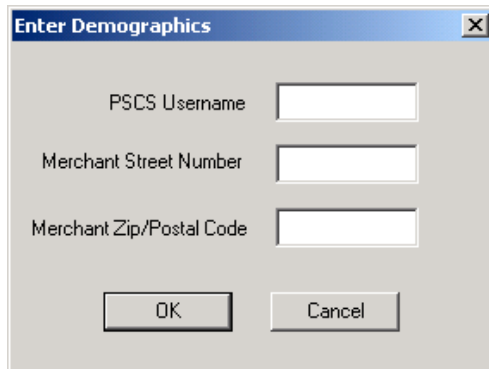 Enter Demographics
PSCS Username
Merchant Street Number
Merchant Zip/Postal Code
OK Cancel